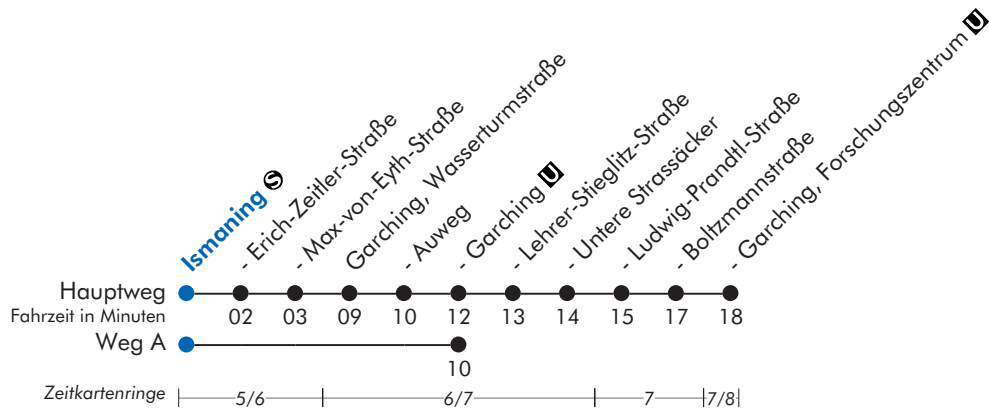 Ismaning S
- Erich-Zeitler-Straße
- Max-von-Eyth-Straße
Garching, Wasserturmstraße
- Auweg
- Garching U
- Lehrer-Stieglitz-Straße
- Untere Strassäcker
- Ludwig-Prandtl-Straße
- Boltzmannstraße
- Garching, Forschungszentrum U
Hauptweg
Fahrzeit in Minuten 02 03 09 10 12 13 14 15 17 18
Weg A
10
Zeitkartenringe 5/6 6/7 7 7/8